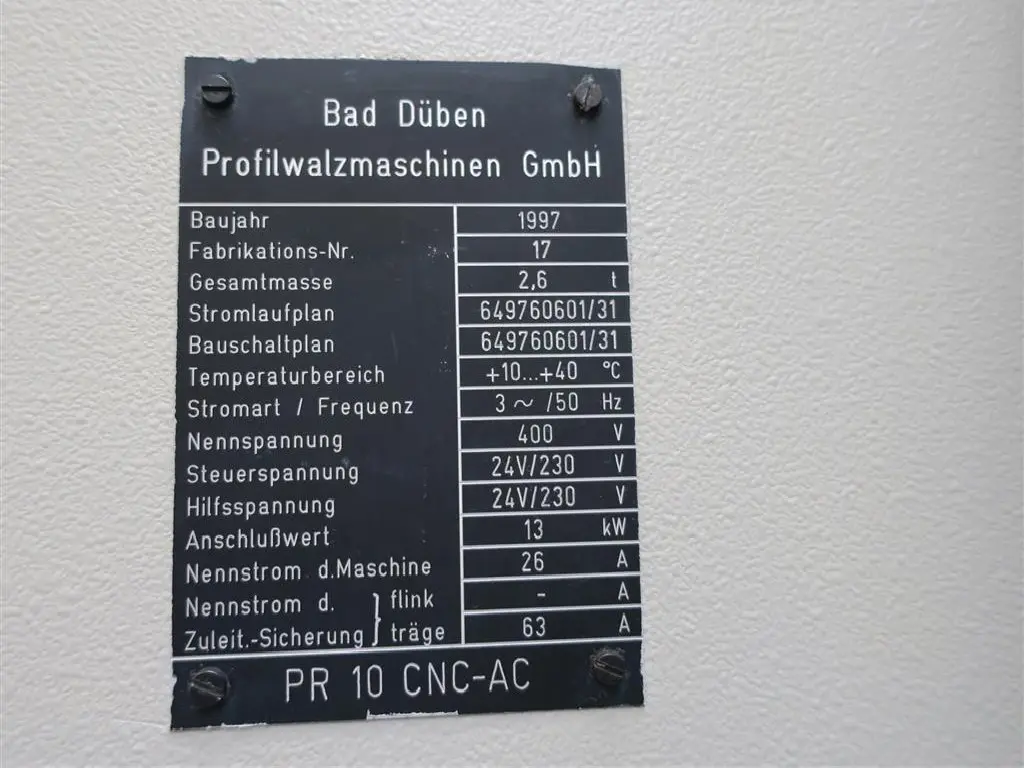 Bad Düben
Profilwalzmaschinen GmbH
Baujahr 1997
Fabrikations-Nr. 17
Gesamtmasse 2,6 t
Stromlaufplan 649760601/31
Bauschaltplan 649760601/31
Temperaturbereich +10...+40 °C
Stromart / Frequenz 3 ~ /50 Hz
Nennspannung 400 V
Steuerspannung 24V/230 V
Hilfsspannung 24V/230 V
Anschlußwert 13 kW
Nennstrom d.Maschine 26 A
Nennstrom d. } flink - A
Zuleit.-Sicherung } träge 63 A
PR 10 CNC-AC